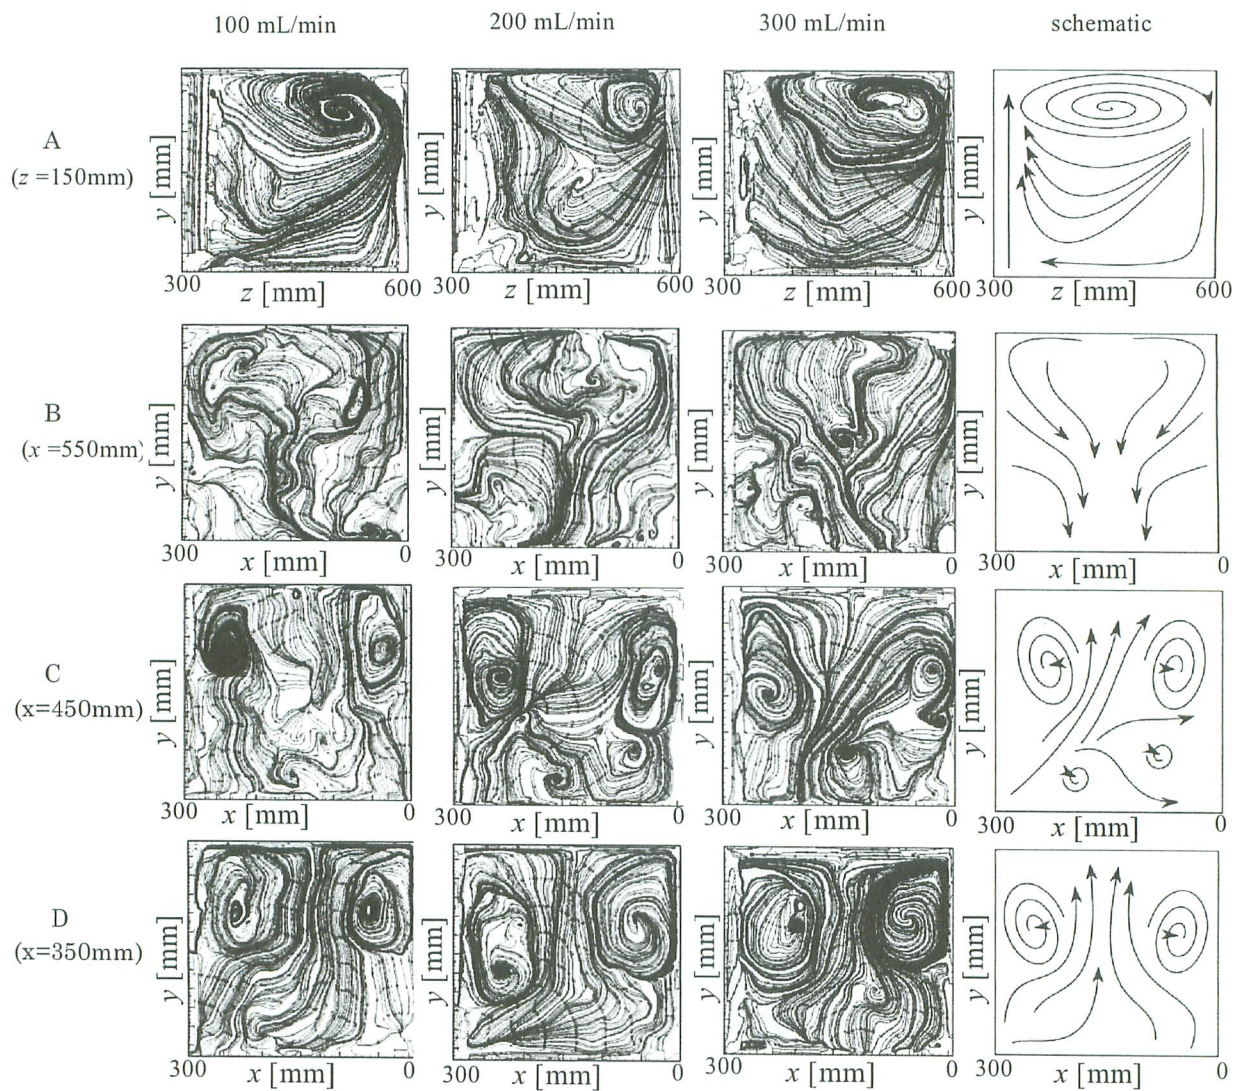 100 mL/min 200 mL/min 300 mL/min schematic
A
(z =150mm)
y [mm] y [mm] y [mm] y [mm]
300 z [mm] 600 300 z [mm] 600 300 z [mm] 600 300 z [mm] 600
B
(x =550mm)
y [mm] y [mm] y [mm] y [mm]
300 x [mm] 0 300 x [mm] 0 300 x [mm] 0 300 x [mm] 0
C
(x=450mm)
y [mm] y [mm] y [mm] y [mm]
300 x [mm] 0 300 x [mm] 0 300 x [mm] 0 300 x [mm] 0
D
(x=350mm)
y [mm] y [mm] y [mm] y [mm]
300 x [mm] 0 300 x [mm] 0 300 x [mm] 0 300 x [mm] 0